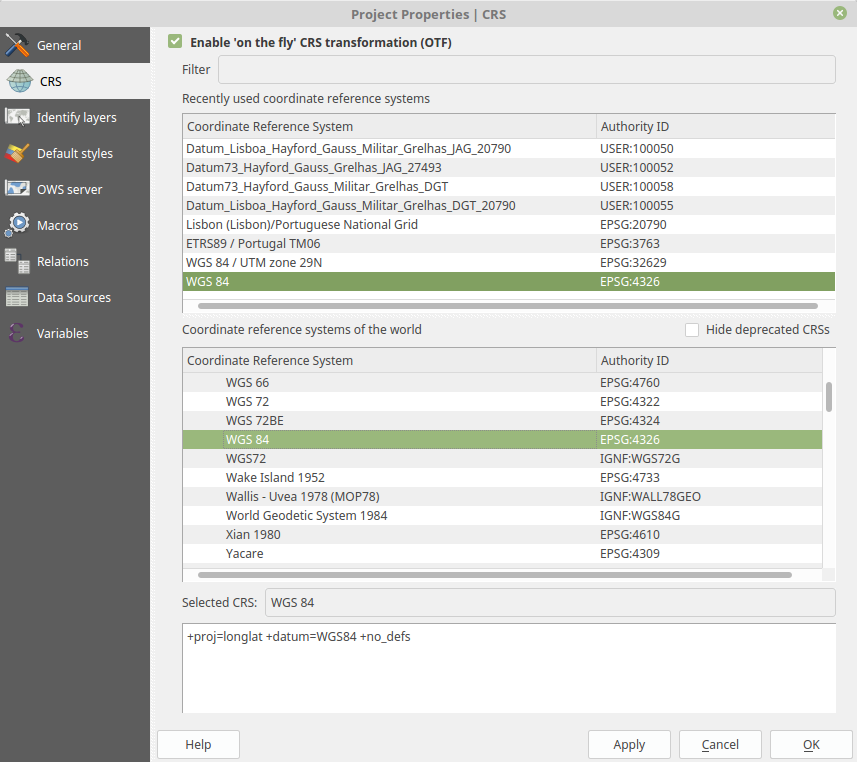 Project Properties | CRS
General
CRS
Identify layers
Default styles
OWS server
Macros
Relations
Data Sources
Variables
Enable 'on the fly' CRS transformation (OTF)
Filter
Recently used coordinate reference systems
Coordinate Reference System Authority ID
Datum_Lisboa_Hayford_Gauss_Militar_Grelhas_JAG_20790 USER:100050
Datum73_Hayford_Gauss_Grelhas_JAG_27493 USER:100052
Datum73_Hayford_Gauss_Militar_Grelhas_DGT USER:100058
Datum_Lisboa_Hayford_Gauss_Militar_Grelhas_DGT_20790 USER:100055
Lisbon (Lisbon)/Portuguese National Grid EPSG:20790
ETRS89 / Portugal TM06 EPSG:3763
WGS 84 / UTM zone 29N EPSG:32629
WGS 84 EPSG:4326
Coordinate reference systems of the world Hide deprecated CRSs
Coordinate Reference System Authority ID
WGS 66 EPSG:4760
WGS 72 EPSG:4322
WGS 72BE EPSG:4324
WGS 84 EPSG:4326
WGS72 IGNF:WGS72G
Wake Island 1952 EPSG:4733
Wallis - Uvea 1978 (MOP78) IGNF:WALL78GEO
World Geodetic System 1984 IGNF:WGS84G
Xian 1980 EPSG:4610
Yacare EPSG:4309
Selected CRS: WGS 84
+proj=longlat +datum=WGS84 +no_defs
Help Apply Cancel OK